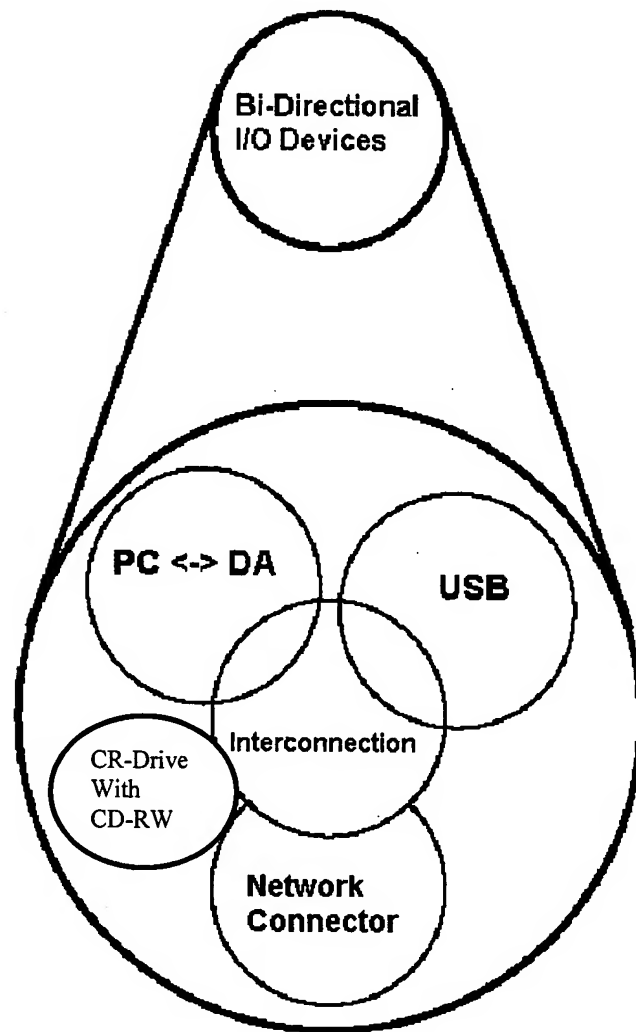 Bi-Directional
I/O Devices
PC <-> DA
USB
Interconnection
CR-Drive
With
CD-RW
Network
Connector